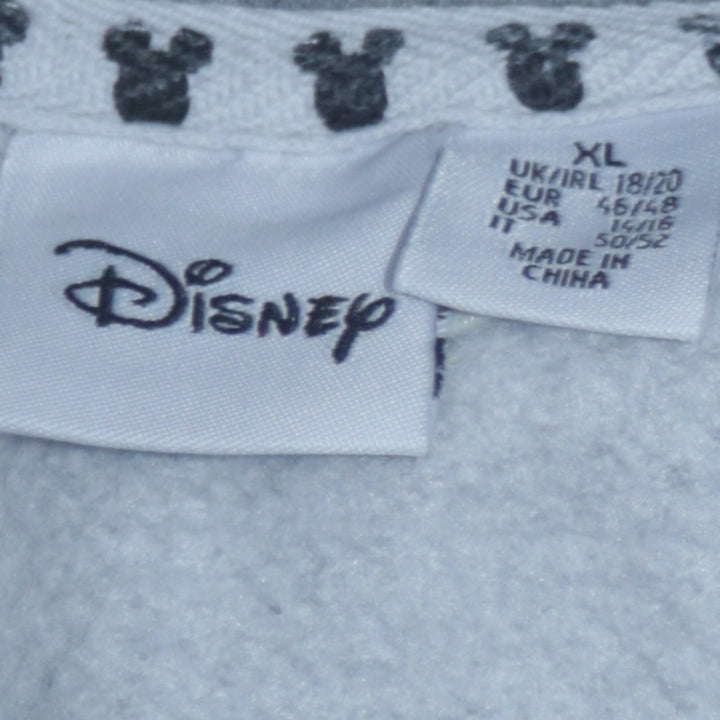 Disney
XL
UK/IRL 18/20
EUR 46/48
USA 14/16
IT 50/52
MADE IN
CHINA